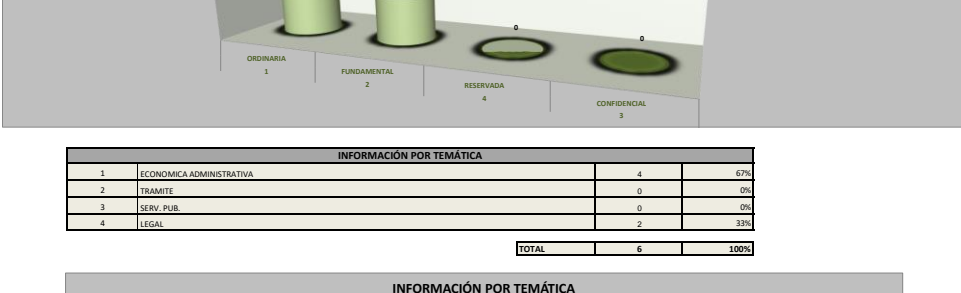 0
0
ORDINARIA
1
FUNDAMENTAL
2
RESERVADA
4
CONFIDENCIAL
3
INFORMACIÓN POR TEMÁTICA
1 ECONOMICA ADMINISTRATIVA 4 67%
2 TRAMITE 0 0%
3 SERV. PUB. 0 0%
4 LEGAL 2 33%
TOTAL 6 100%
INFORMACIÓN POR TEMÁTICA